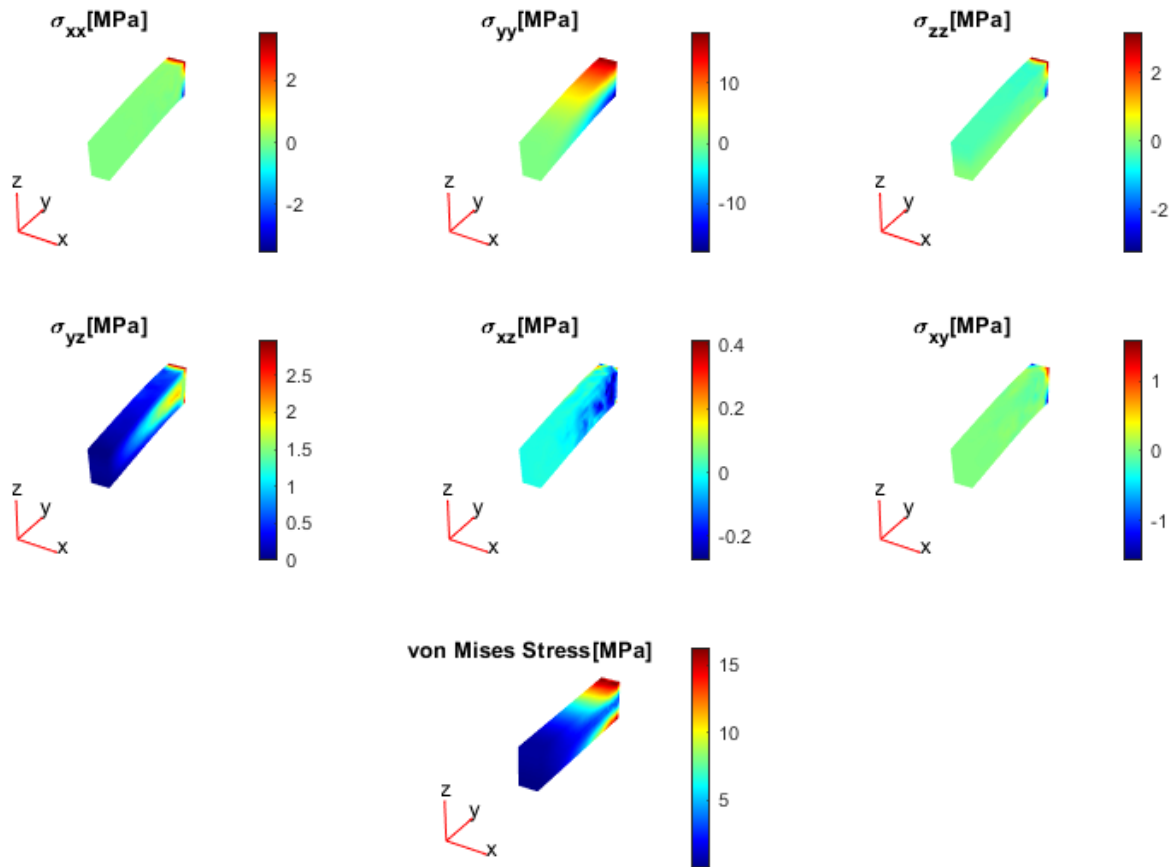 σxx[MPa]
2
0
-2
z
y
x
σyy[MPa]
10
0
-10
z
y
x
σzz[MPa]
2
0
-2
z
y
x
σyz[MPa]
2.5
2
1.5
1
0.5
0
z
y
x
σxz[MPa]
0.4
0.2
0
-0.2
z
y
x
σxy[MPa]
1
0
-1
z
y
x
von Mises Stress[MPa]
15
10
5
z
y
x